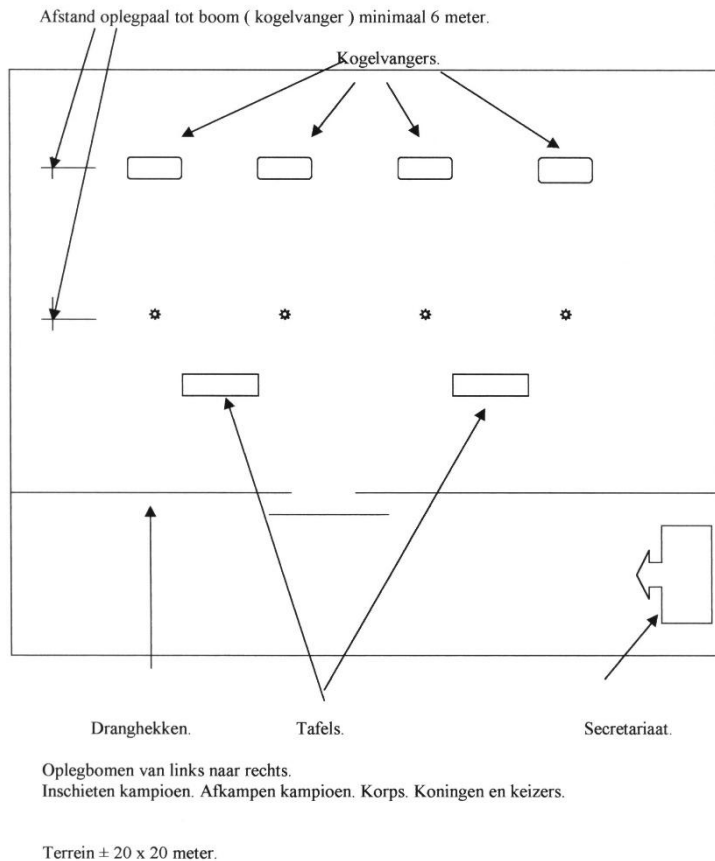 Afstand oplegpaal tot boom ( kogelvanger ) minimaal 6 meter.
Kogelvangers.
Dranghekken. Tafels. Secretariaat.
Oplegbomen van links naar rechts.
Inschieten kampioen. Afkampen kampioen. Korps. Koningen en keizers.
Terrein ± 20 x 20 meter.